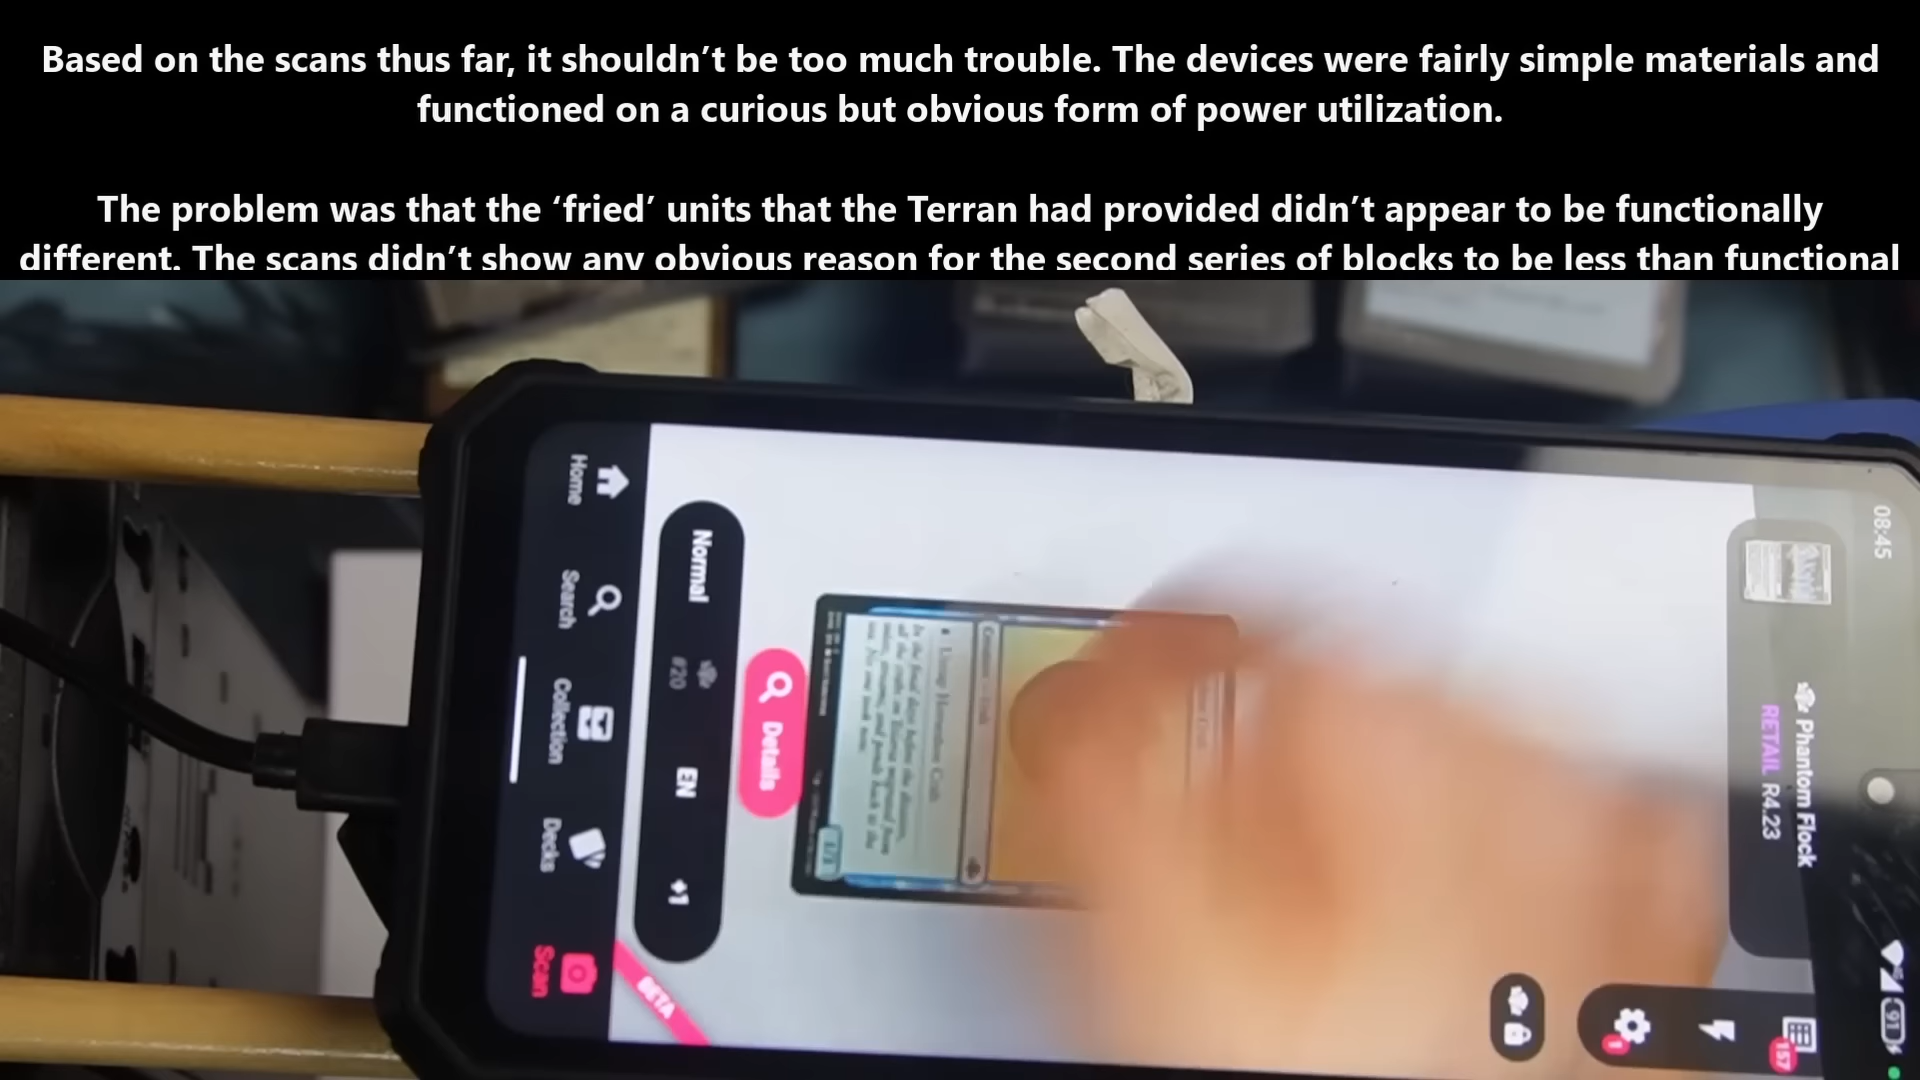 Based on the scans thus far, it shouldn’t be too much trouble. The devices were fairly simple materials and
functioned on a curious but obvious form of power utilization.
The problem was that the ‘fried’ units that the Terran had provided didn’t appear to be functionally
different. The scans didn’t show any obvious reason for the second series of blocks to be less than functional
08:45
Phantom Flock
RETAIL R4.23
91
157
1
Details
Normal
#20
EN
+1
BETA
Home
Search
Collection
Decks
Scan
1/1